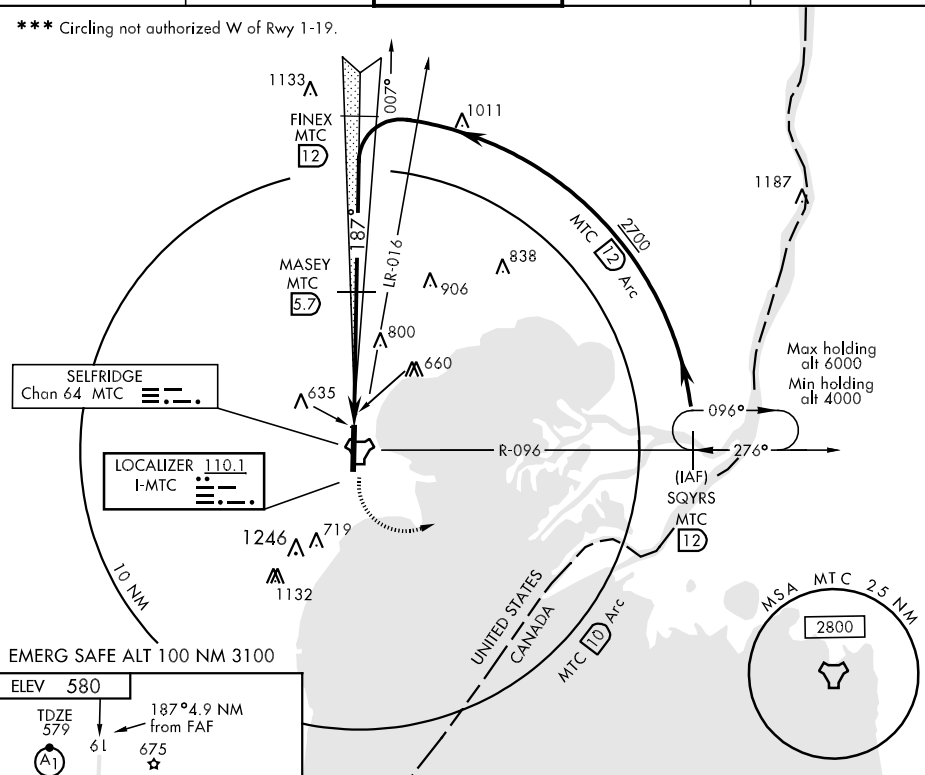 *** Circling not authorized W of Rwy 1-19.
1133
FINEX
MTC
12
007°
1011
1187
187°
LR-016
2700
MTC 12 Arc
MASEY
MTC
5.7
838
906
800
660
635
SELFRIDGE
Chan 64 MTC
LOCALIZER 110.1
I-MTC
Max holding
alt 6000
Min holding
alt 4000
096°
276°
R-096
(IAF)
SQYRS
MTC
12
1246
719
1132
10 NM
UNITED STATES
CANADA
MTC 10 Arc
MSA MTC 25 NM
2800
EMERG SAFE ALT 100 NM 3100
ELEV 580
TDZE
579
187° 4.9 NM
from FAF
19
675
A1